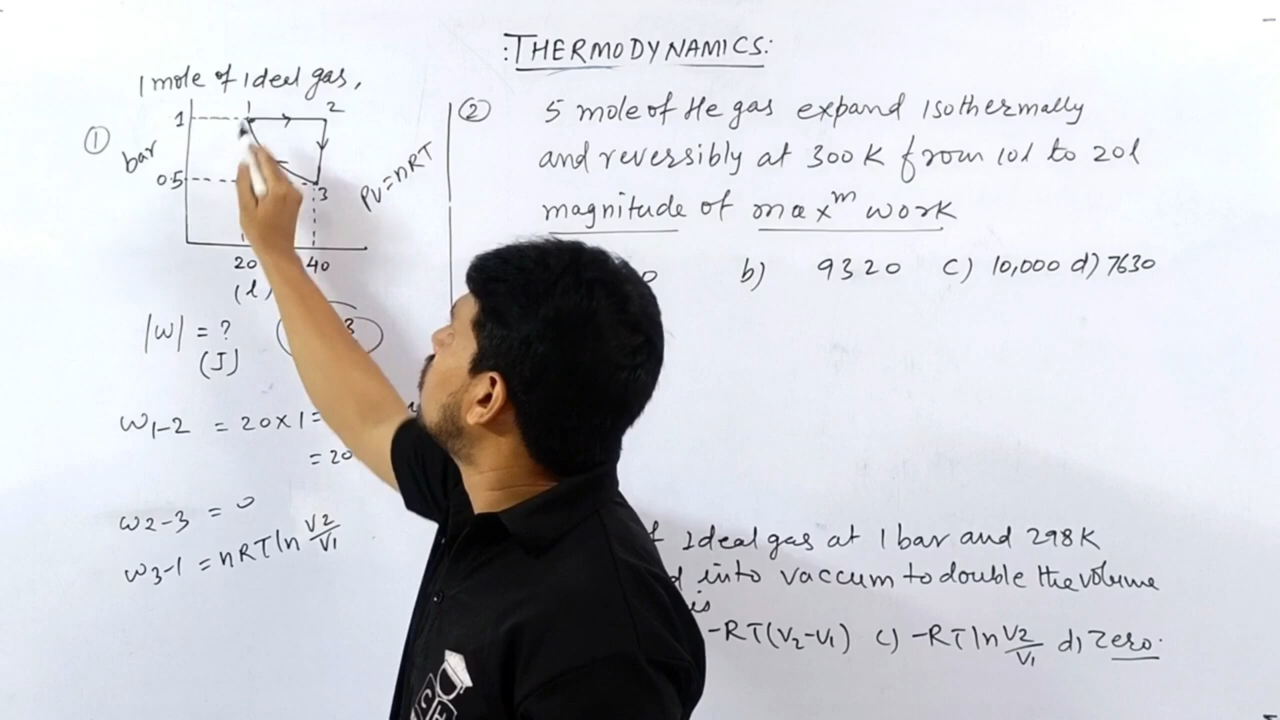 :THERMODYNAMICS:
1 mole of ideal gas,
①
1
2
1
bar
0.5
3
PV=nRT
20
40
(l)
|W| = ?
(J)
3
W1-2 = 20×1=
= 20
W2-3 = 0
W3-1 = nRT ln V2/V1
② 5 mole of He gas expand isothermally
and reversibly at 300K from 10l to 20l
magnitude of maxᵐ work
b) 9320 c) 10,000 d) 7630
Ideal gas at 1 bar and 298K
into vaccum to double the volume
is
-RT(V2-V1) c) -RT ln V2/V1 d) Zero.